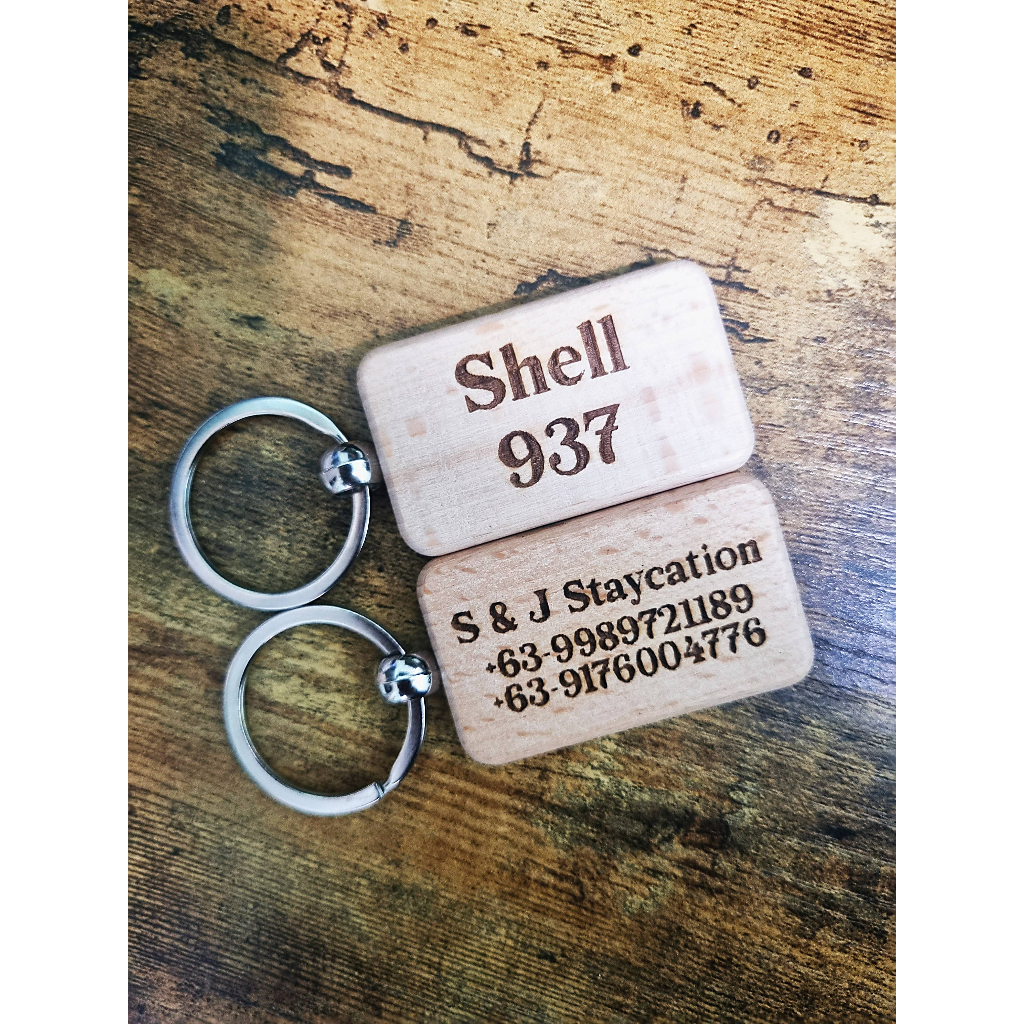 Shell
937
S & J Staycation
+63-9989721189
+63-9176004776